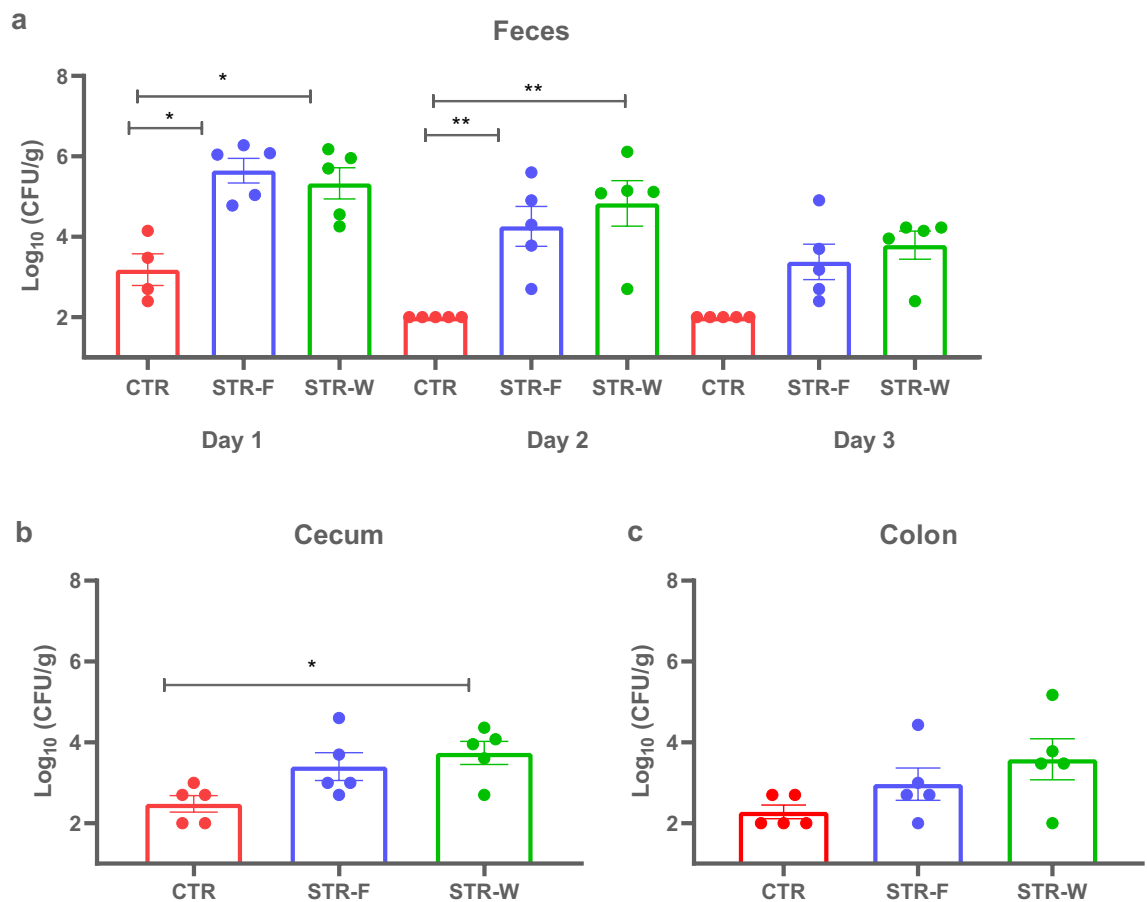 a
Feces
*
**
*
**
8
6
4
2
Log10 (CFU/g)
CTR STR-F STR-W CTR STR-F STR-W CTR STR-F STR-W
Day 1 Day 2 Day 3
b
Cecum
*
8
6
4
2
Log10 (CFU/g)
CTR STR-F STR-W
c
Colon
8
6
4
2
Log10 (CFU/g)
CTR STR-F STR-W